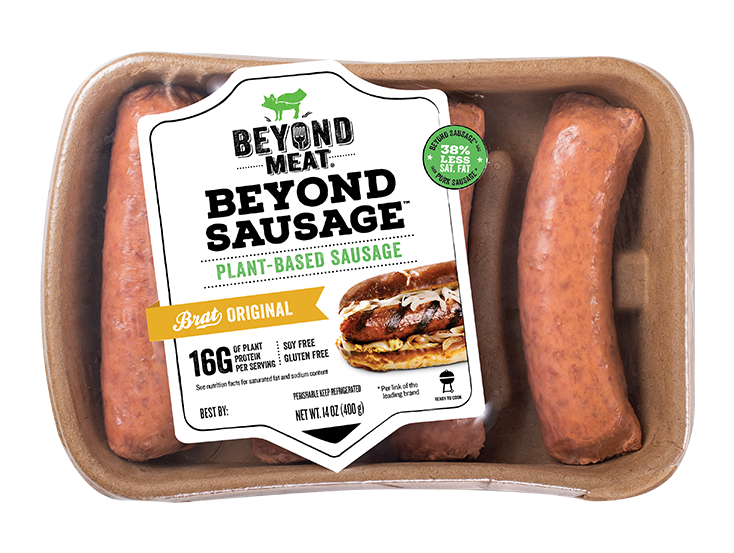 BEYOND
MEAT®
BEYOND
SAUSAGE™
PLANT-BASED SAUSAGE
BEYOND SAUSAGE™ has
38%
LESS
SAT. FAT
than PORK SAUSAGE*
Brat ORIGINAL
16G OF PLANT
PROTEIN
PER SERVING
SOY FREE
GLUTEN FREE
See nutrition facts for saturated fat and sodium content
BEST BY:
PERISHABLE KEEP REFRIGERATED
NET WT. 14 OZ (400 g)
*Per link of the
leading brand
READY TO COOK